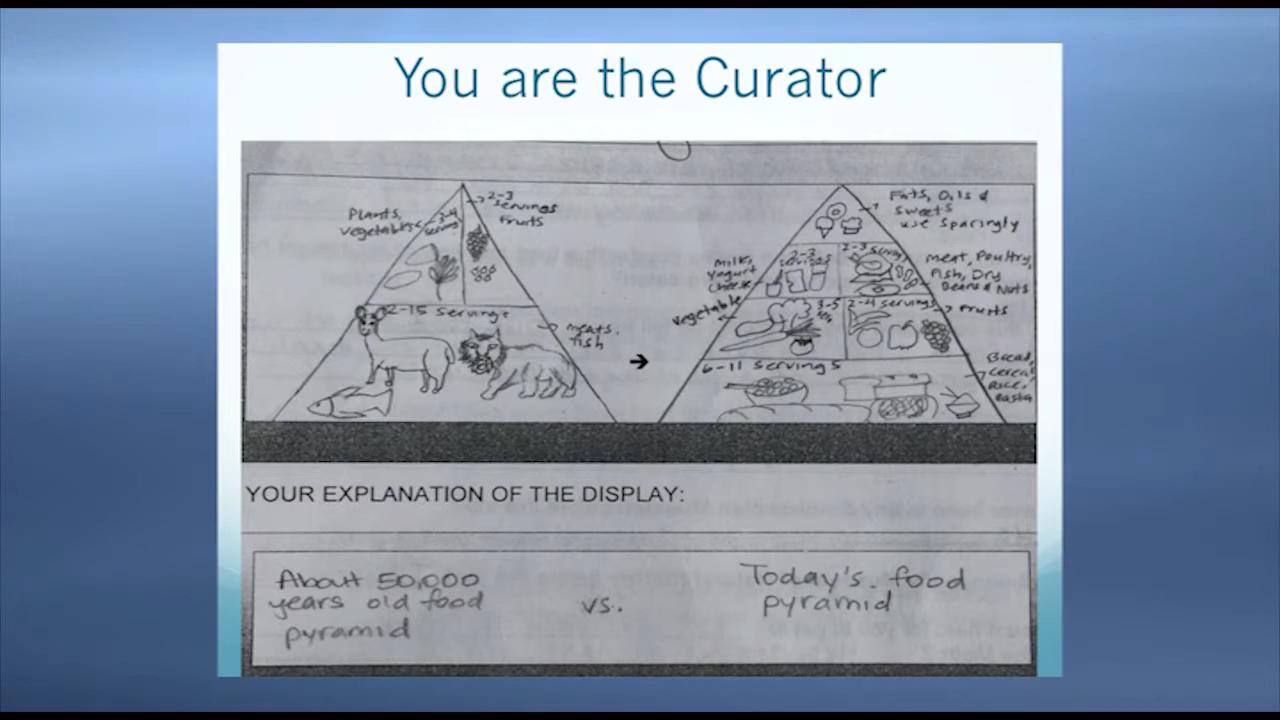 You are the Curator
Plants,
vegetables
3-4
serving
2-3
servings
fruits
2-15 servings
meats,
fish
➔
Fats, Oils &
sweets
use sparingly
milk,
yogurt
cheese
2-3
servings
2-3 servings
meat, Poultry,
Fish, Dry
Beans & Nuts
vegetable
3-5
2-4 servings
fruits
6-11 servings
Bread,
cereal,
rice,
pasta
YOUR EXPLANATION OF THE DISPLAY:
About 50,000
years old food
pyramid
vs.
Today's food
pyramid